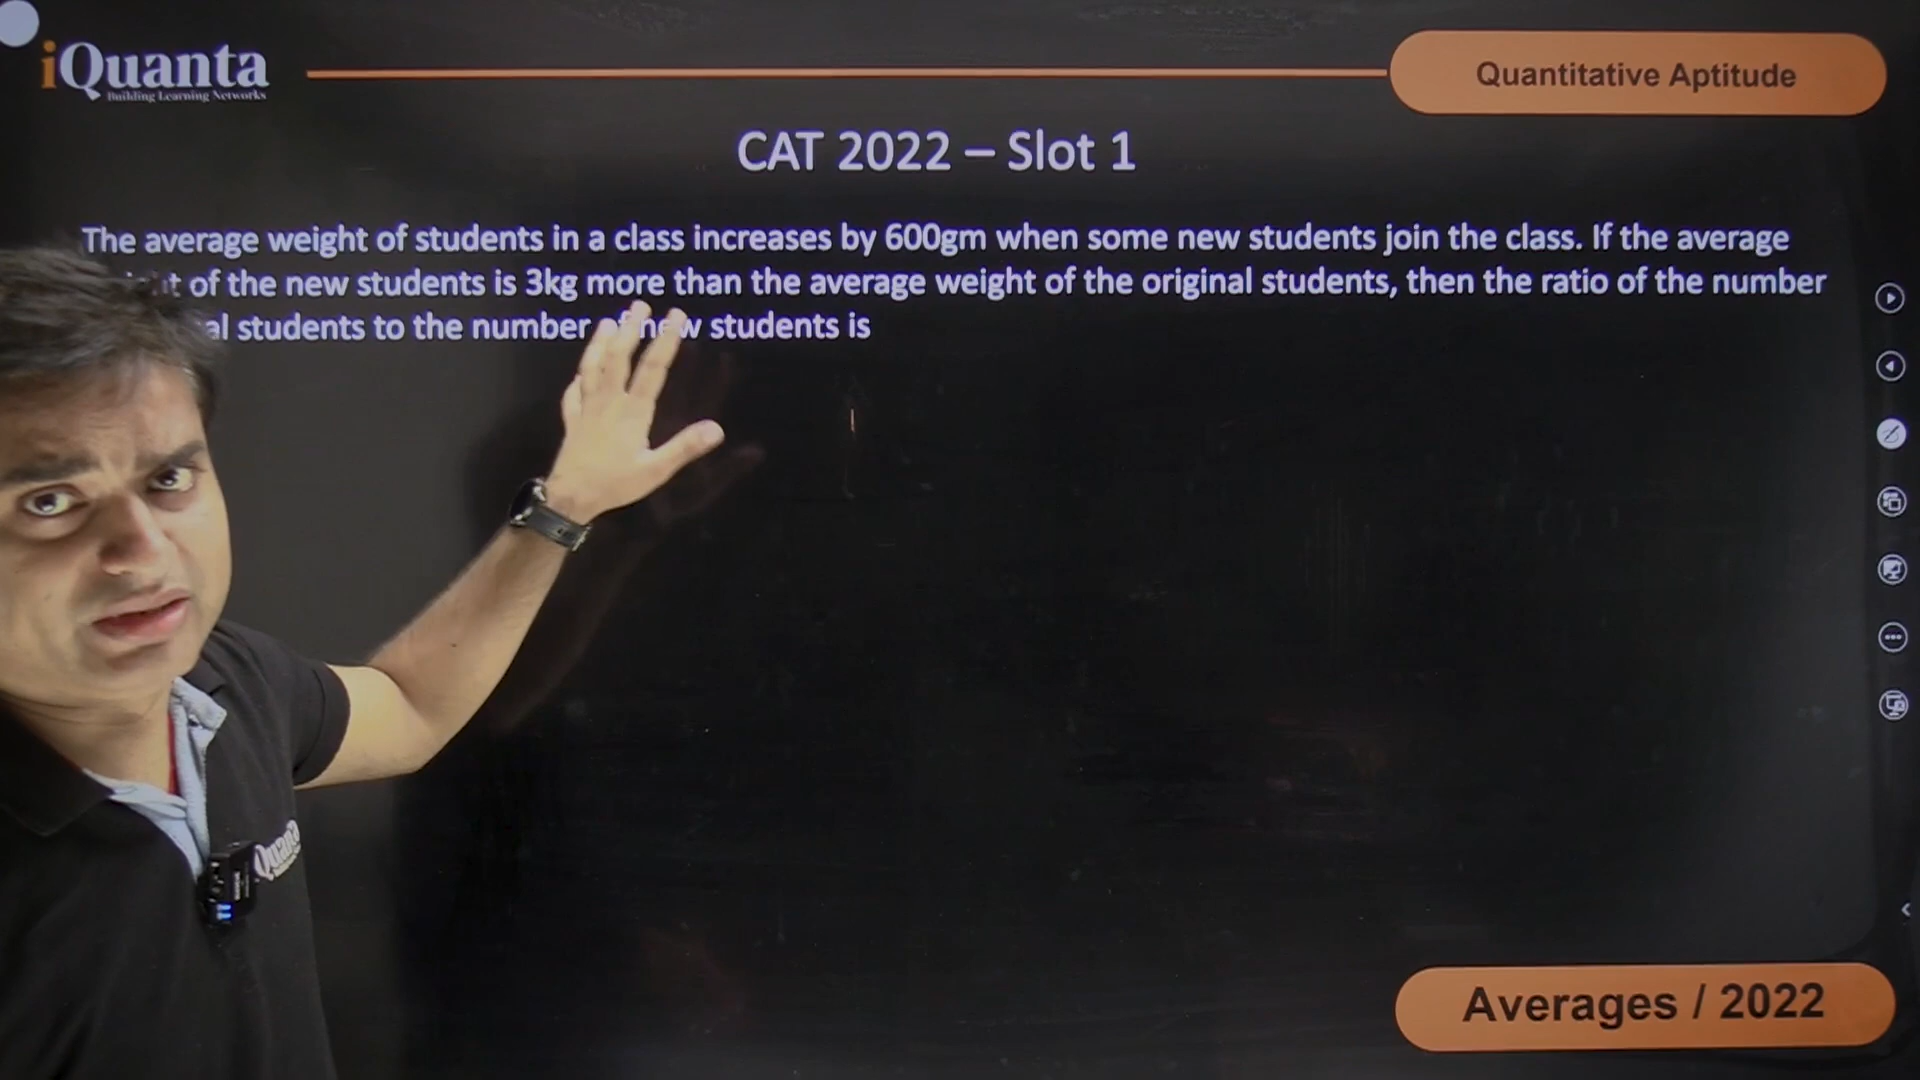 iQuanta
Building Learning Networks
Quantitative Aptitude
CAT 2022 – Slot 1
The average weight of students in a class increases by 600gm when some new students join the class. If the average
of the new students is 3kg more than the average weight of the original students, then the ratio of the number
students to the number of new students is
Quanta
Averages / 2022